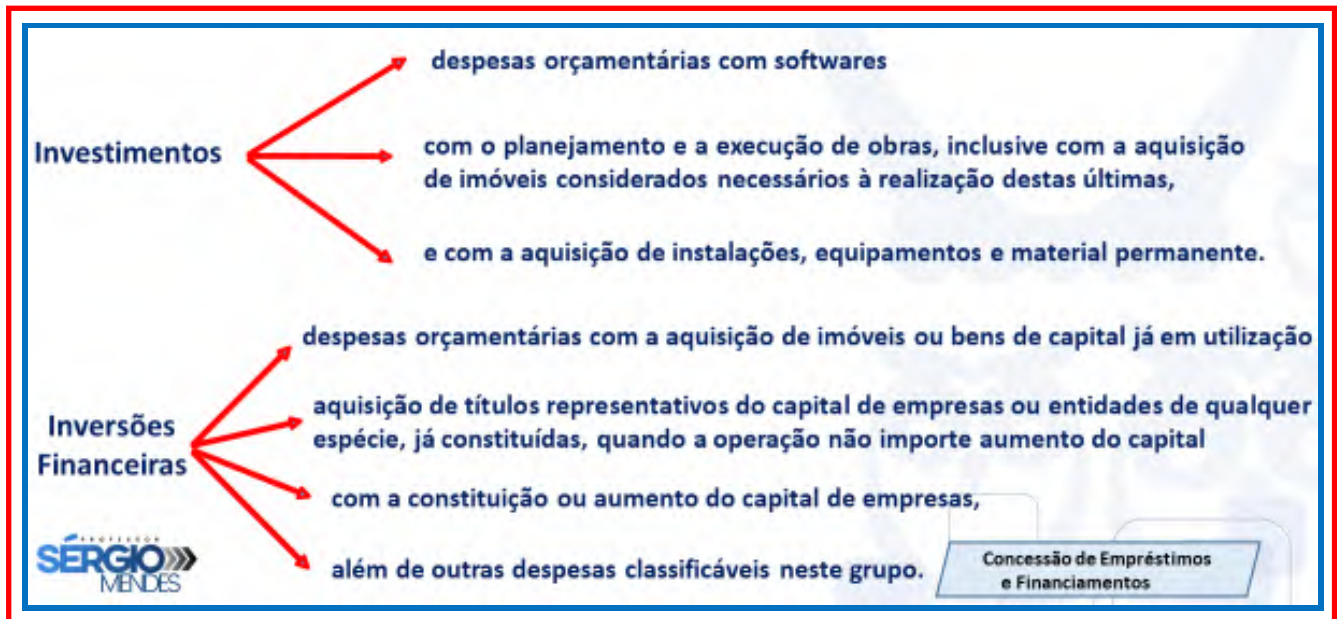 despesas orçamentárias com softwares
Investimentos
com o planejamento e a execução de obras, inclusive com a aquisição
de imóveis considerados necessários à realização destas últimas,
e com a aquisição de instalações, equipamentos e material permanente.
despesas orçamentárias com a aquisição de imóveis ou bens de capital já em utilização
Inversões
Financeiras
aquisição de títulos representativos do capital de empresas ou entidades de qualquer
espécie, já constituídas, quando a operação não importe aumento do capital
com a constituição ou aumento do capital de empresas,
além de outras despesas classificáveis neste grupo.
Concessão de Empréstimos
e Financiamentos
PROFESSOR
SÉRGIO
MENDES